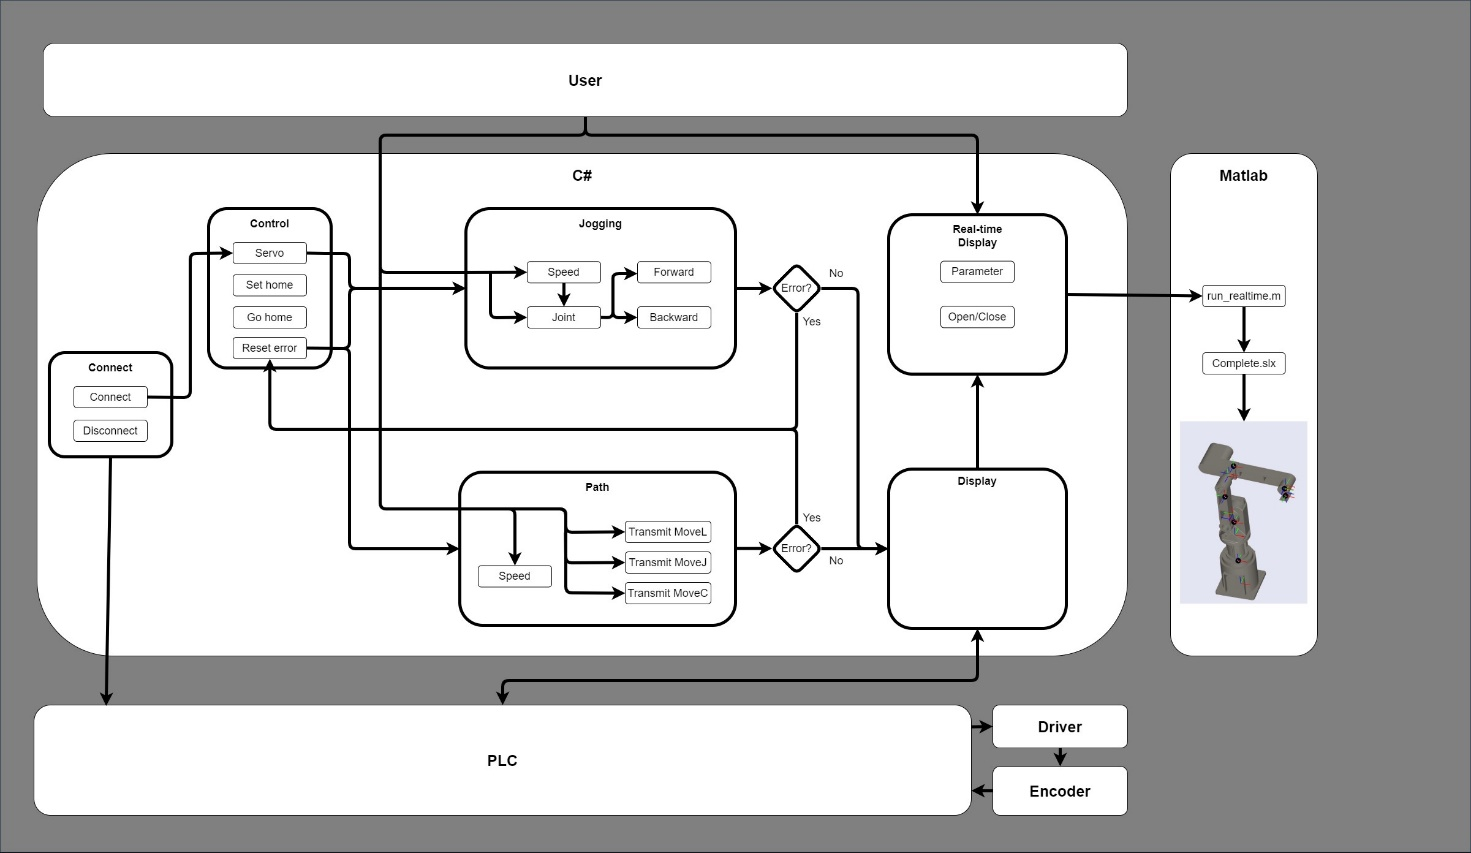 User
C#
Control
Servo
Set home
Go home
Reset error
Connect
Connect
Disconnect
Jogging
Speed
Joint
Forward
Backward
Error?
No
Yes
Path
Speed
Transmit MoveL
Transmit MoveJ
Transmit MoveC
Yes
Error?
No
Real-time
Display
Parameter
Open/Close
Display
Matlab
run_realtime.m
Complete.slx
PLC
Driver
Encoder